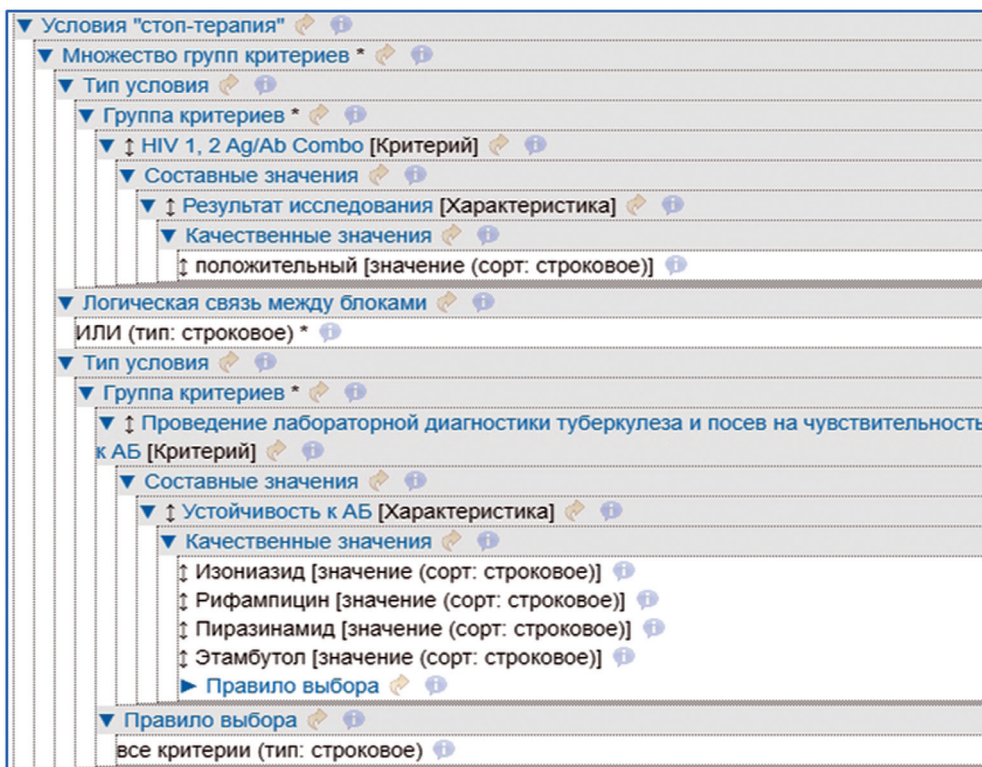 Условия "стоп-терапия"
Множество групп критериев *
Тип условия
Группа критериев *
HIV 1, 2 Ag/Ab Combo [Критерий]
Составные значения
Результат исследования [Характеристика]
Качественные значения
положительный [значение (сорт: строковое)]
Логическая связь между блоками
ИЛИ (тип: строковое) *
Тип условия
Группа критериев *
Проведение лабораторной диагностики туберкулеза и посев на чувствительность
к АБ [Критерий]
Составные значения
Устойчивость к АБ [Характеристика]
Качественные значения
Изониазид [значение (сорт: строковое)]
Рифампицин [значение (сорт: строковое)]
Пиразинамид [значение (сорт: строковое)]
Этамбутол [значение (сорт: строковое)]
Правило выбора
Правило выбора
все критерии (тип: строковое)